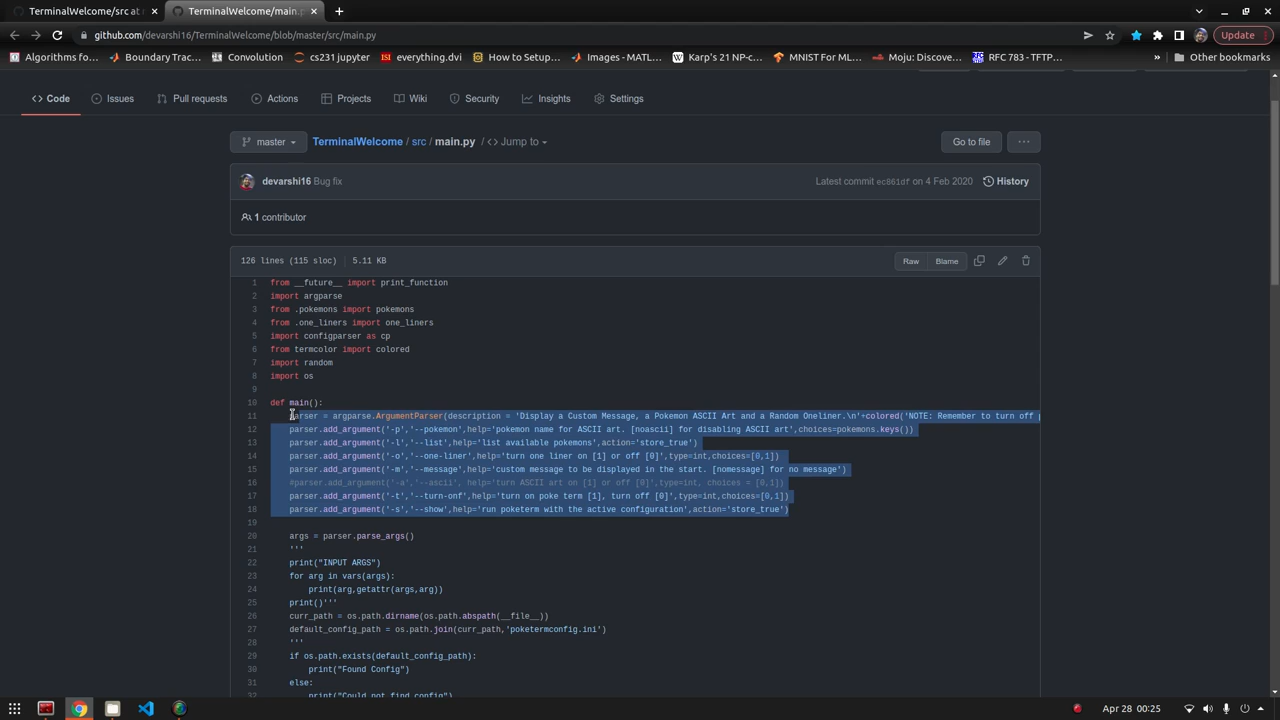 TerminalWelcome/src at m
TerminalWelcome/main.p
github.com/devarshi16/TerminalWelcome/blob/master/src/main.py
Update
Algorithms fo...
Boundary Trac...
Convolution
cs231 jupyter
everything.dvi
How to Setup...
Images - MATL...
Karp's 21 NP-c...
MNIST For ML...
Moju: Discove...
RFC 783 - TFTP...
»
Other bookmarks
Code
Issues
Pull requests
Actions
Projects
Wiki
Security
Insights
Settings
master
TerminalWelcome / src / main.py / <> Jump to
Go to file
...
devarshi16 Bug fix
Latest commit ec861df on 4 Feb 2020
History
1 contributor
126 lines (115 sloc) | 5.11 KB
Raw
Blame
1 from __future__ import print_function
2 import argparse
3 from .pokemons import pokemons
4 from .one_liners import one_liners
5 import configparser as cp
6 from termcolor import colored
7 import random
8 import os
9
10 def main():
11 parser = argparse.ArgumentParser(description = 'Display a Custom Message, a Pokemon ASCII Art and a Random Oneliner.\n'+colored('NOTE: Remember to turn off p
12 parser.add_argument('-p','--pokemon',help='pokemon name for ASCII art. [noascii] for disabling ASCII art',choices=pokemons.keys())
13 parser.add_argument('-l','--list',help='list available pokemons',action='store_true')
14 parser.add_argument('-o','--one-liner',help='turn one liner on [1] or off [0]',type=int,choices=[0,1])
15 parser.add_argument('-m','--message',help='custom message to be displayed in the start. [nomessage] for no message')
16 #parser.add_argument('-a','--ascii', help='turn ASCII art on [1] or off [0]',type=int, choices = [0,1])
17 parser.add_argument('-t','--turn-onf',help='turn on poke term [1], turn off [0]',type=int,choices=[0,1])
18 parser.add_argument('-s','--show',help='run poketerm with the active configuration',action='store_true')
19
20 args = parser.parse_args()
21 '''
22 print("INPUT ARGS")
23 for arg in vars(args):
24 print(arg,getattr(args,arg))
25 print()'''
26 curr_path = os.path.dirname(os.path.abspath(__file__))
27 default_config_path = os.path.join(curr_path,'poketermconfig.ini')
28 '''
29 if os.path.exists(default_config_path):
30 print("Found Config")
31 else:
32 print("Could not find config")
Apr 28 00:25